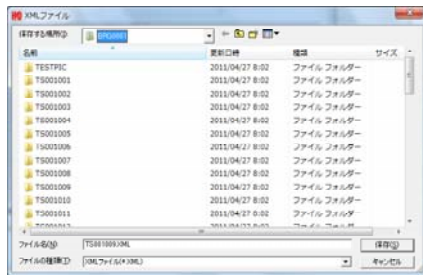 XMLファイル
保存する場所(I):
名前 更新日時 種類 サイズ
TESTPIC 2011/04/27 8:02 ファイル フォルダー
TS001001 2011/04/27 8:02 ファイル フォルダー
TS001002 2011/04/27 8:02 ファイル フォルダー
TS001003 2011/04/27 8:02 ファイル フォルダー
TS001004 2011/04/27 8:02 ファイル フォルダー
TS001005 2011/04/27 8:02 ファイル フォルダー
TS001006 2011/04/27 8:02 ファイル フォルダー
TS001007 2011/04/27 8:02 ファイル フォルダー
TS001008 2011/04/27 8:02 ファイル フォルダー
TS001009 2011/04/27 8:02 ファイル フォルダー
TS001010 2011/04/27 8:02 ファイル フォルダー
TS001011 2011/04/27 8:02 ファイル フォルダー
ファイル名(N): TS001009.XML 保存(S)
ファイルの種類(T): XMLファイル(*.XML) キャンセル